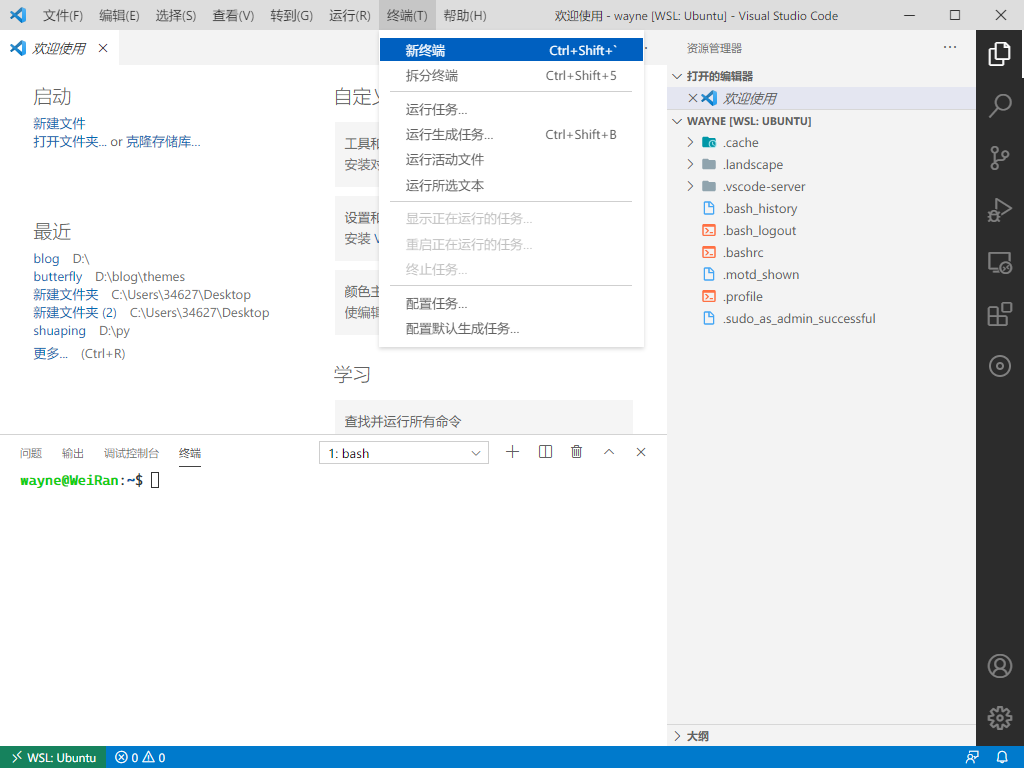 文件(F) 编辑(E) 选择(S) 查看(V) 转到(G) 运行(R) 终端(T) 帮助(H) 欢迎使用 - wayne [WSL: Ubuntu] - Visual Studio Code
欢迎使用
启动
新建文件
打开文件夹... or 克隆存储库...
最近
blog D:\
butterfly D:\blog\themes
新建文件夹 C:\Users\34627\Desktop
新建文件夹 (2) C:\Users\34627\Desktop
shuaping D:\py
更多... (Ctrl+R)
自定义
工具和
安装对
设置和
安装 V
颜色主
使编辑
学习
查找并运行所有命令
新终端 Ctrl+Shift+`
拆分终端 Ctrl+Shift+5
运行任务...
运行生成任务... Ctrl+Shift+B
运行活动文件
运行所选文本
显示正在运行的任务...
重启正在运行的任务...
终止任务...
配置任务...
配置默认生成任务...
资源管理器
打开的编辑器
欢迎使用
WAYNE [WSL: UBUNTU]
.cache
.landscape
.vscode-server
.bash_history
.bash_logout
.bashrc
.motd_shown
.profile
.sudo_as_admin_successful
大纲
问题 输出 调试控制台 终端 1: bash
wayne@WeiRan:~$
WSL: Ubuntu 0 0